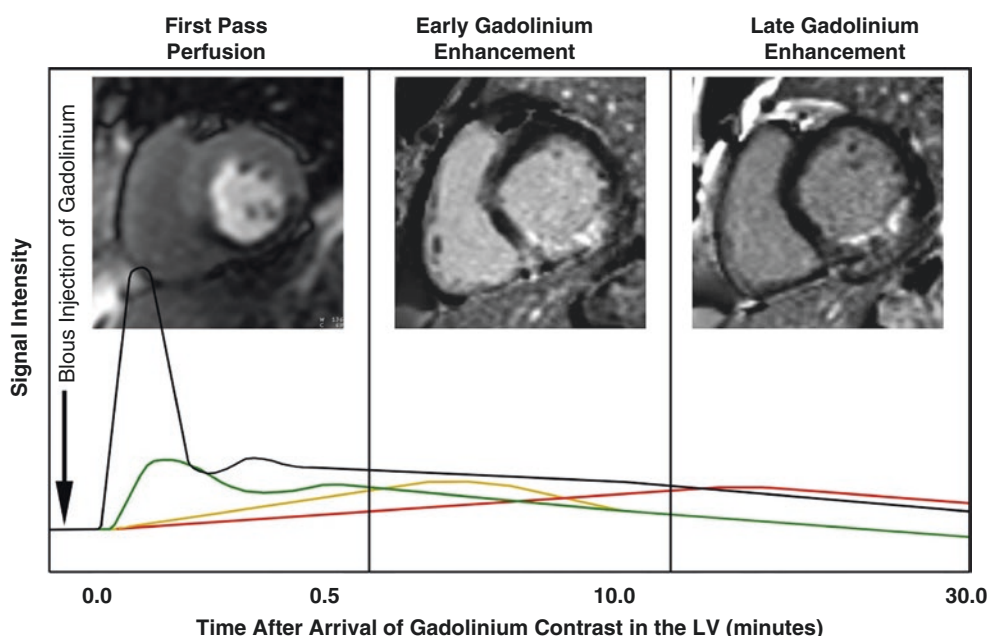 First Pass
Perfusion
Early Gadolinium
Enhancement
Late Gadolinium
Enhancement
Signal Intensity
Blous Injection of Gadolinium
0.0
0.5
10.0
30.0
Time After Arrival of Gadolinium Contrast in the LV (minutes)